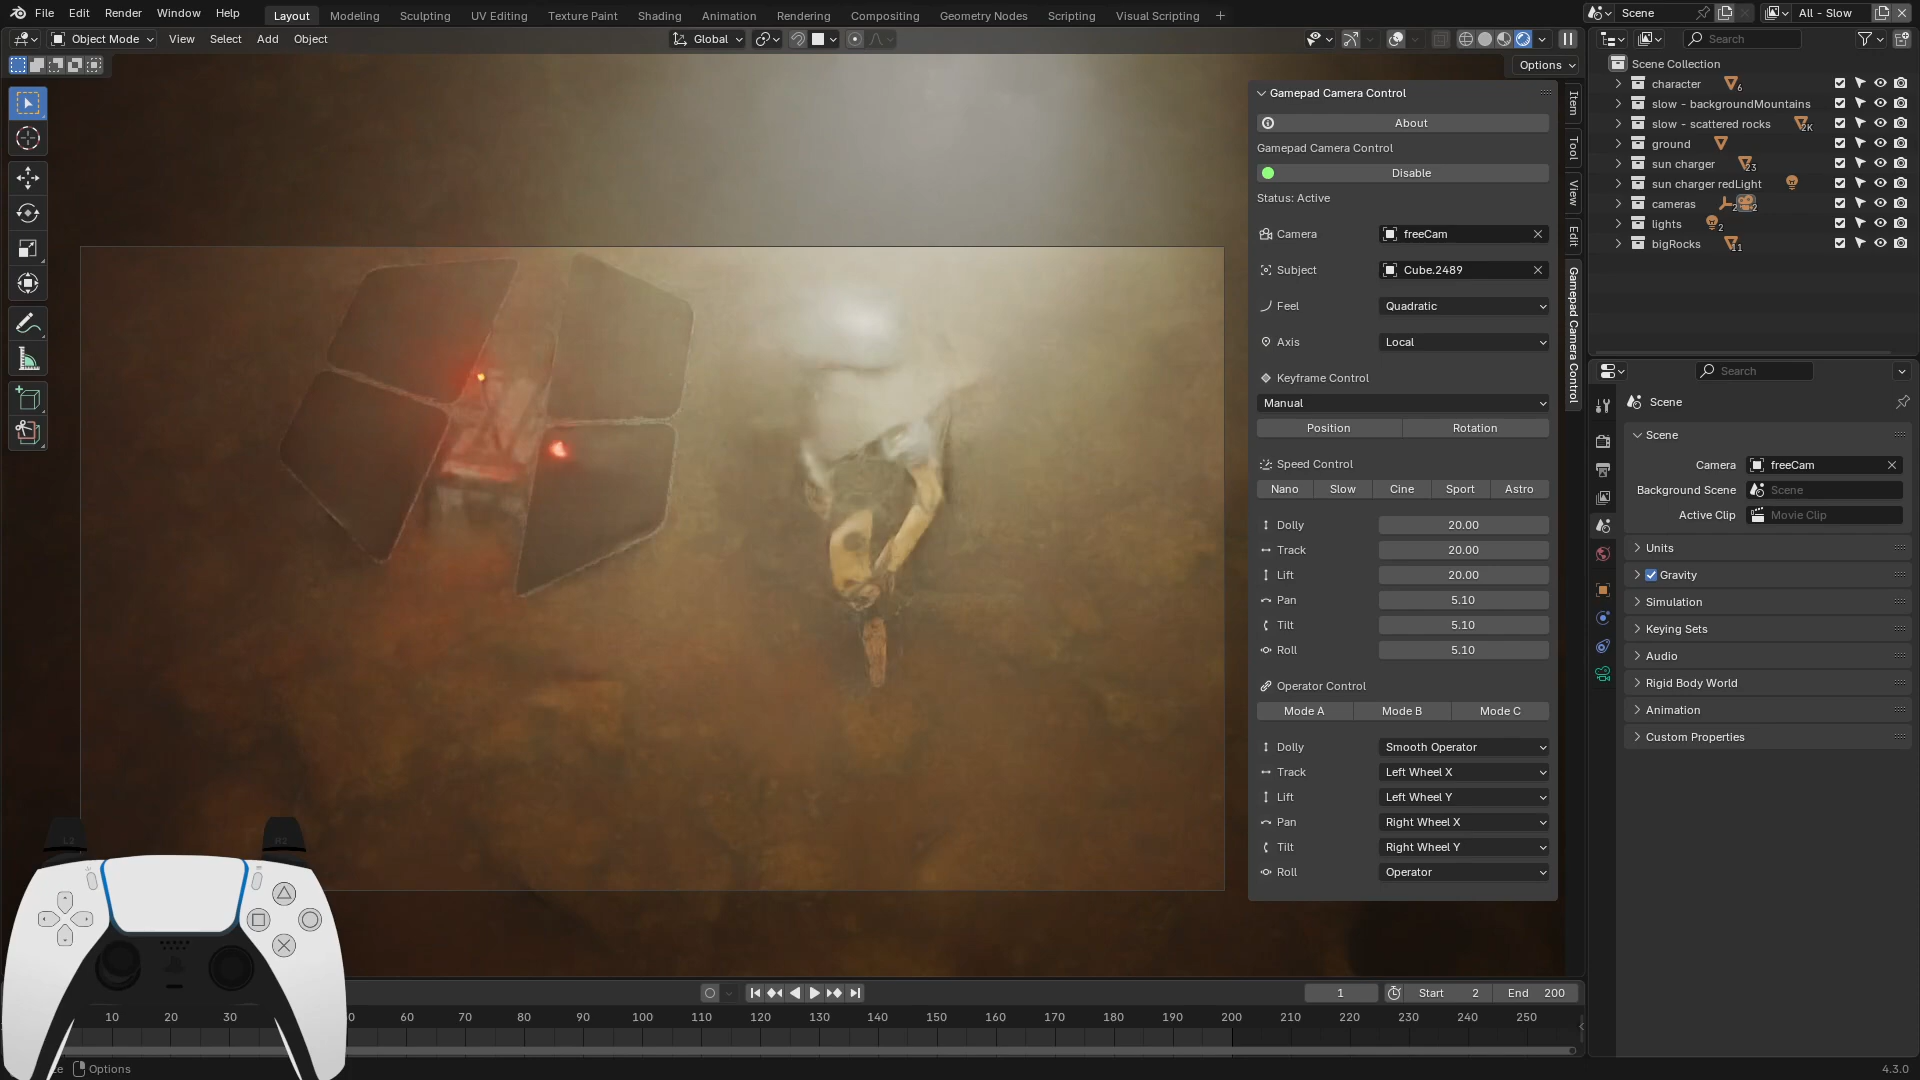 File Edit Render Window Help Layout Modeling Sculpting UV Editing Texture Paint Shading Animation Rendering Compositing Geometry Nodes Scripting Visual Scripting + Scene All - Slow
Object Mode View Select Add Object Global Search
Options
Scene Collection
character 6
slow - backgroundMountains
slow - scattered rocks 2K
ground
sun charger 23
sun charger redLight
cameras 2 2
lights 2
bigRocks 11
Item
Tool
View
Edit
Gamepad Camera Control
Gamepad Camera Control
About
Gamepad Camera Control
Disable
Status: Active
Camera freeCam
Subject Cube.2489
Feel Quadratic
Axis Local
Keyframe Control
Manual
Position Rotation
Speed Control
Nano Slow Cine Sport Astro
Dolly 20.00
Track 20.00
Lift 20.00
Pan 5.10
Tilt 5.10
Roll 5.10
Operator Control
Mode A Mode B Mode C
Dolly Smooth Operator
Track Left Wheel X
Lift Left Wheel Y
Pan Right Wheel X
Tilt Right Wheel Y
Roll Operator
Search
Scene
Scene
Camera freeCam
Background Scene Scene
Active Clip Movie Clip
Units
Gravity
Simulation
Keying Sets
Audio
Rigid Body World
Animation
Custom Properties
L2 R2
1 Start 2 End 200
10 20 30 60 70 80 90 100 110 120 130 140 150 160 170 180 190 200 210 220 230 240 250
Options 4.3.0